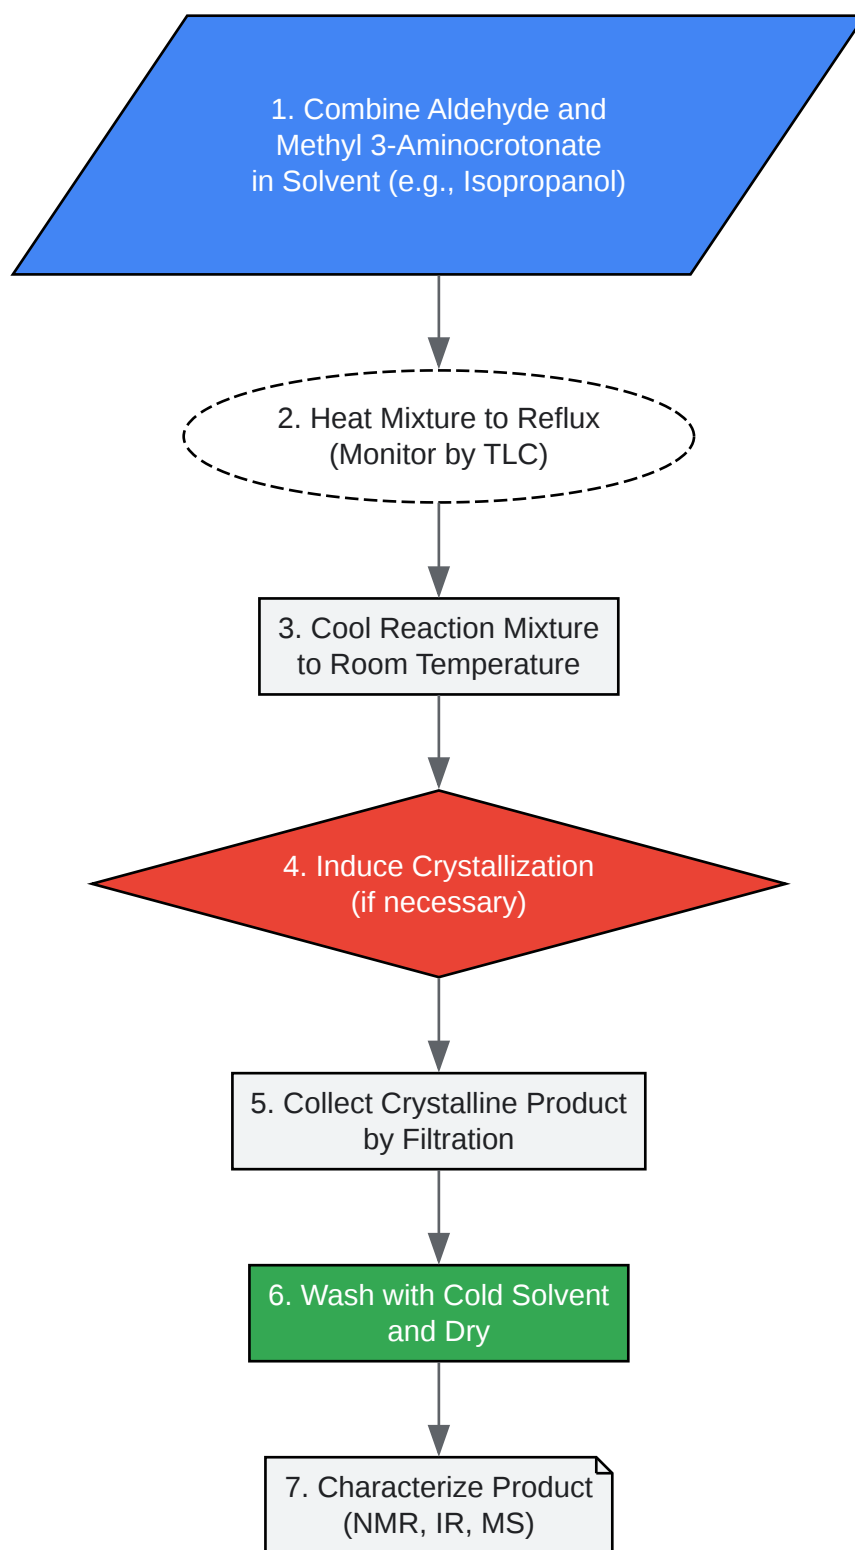 1. Combine Aldehyde and
Methyl 3-Aminocrotonate
in Solvent (e.g., Isopropanol)
2. Heat Mixture to Reflux
(Monitor by TLC)
3. Cool Reaction Mixture
to Room Temperature
4. Induce Crystallization
(if necessary)
5. Collect Crystalline Product
by Filtration
6. Wash with Cold Solvent
and Dry
7. Characterize Product
(NMR, IR, MS)